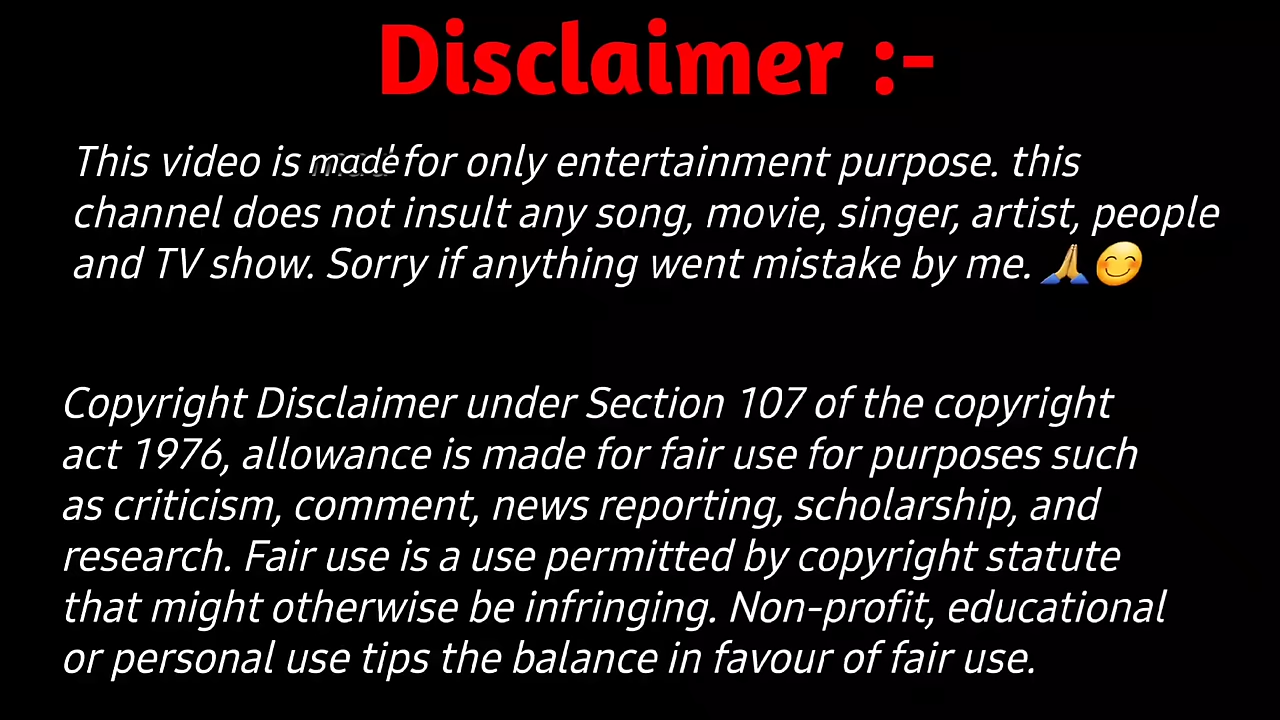 Disclaimer :-
This video is made for only entertainment purpose. this
channel does not insult any song, movie, singer, artist, people
and TV show. Sorry if anything went mistake by me. 🙏😊
Copyright Disclaimer under Section 107 of the copyright
act 1976, allowance is made for fair use for purposes such
as criticism, comment, news reporting, scholarship, and
research. Fair use is a use permitted by copyright statute
that might otherwise be infringing. Non-profit, educational
or personal use tips the balance in favour of fair use.